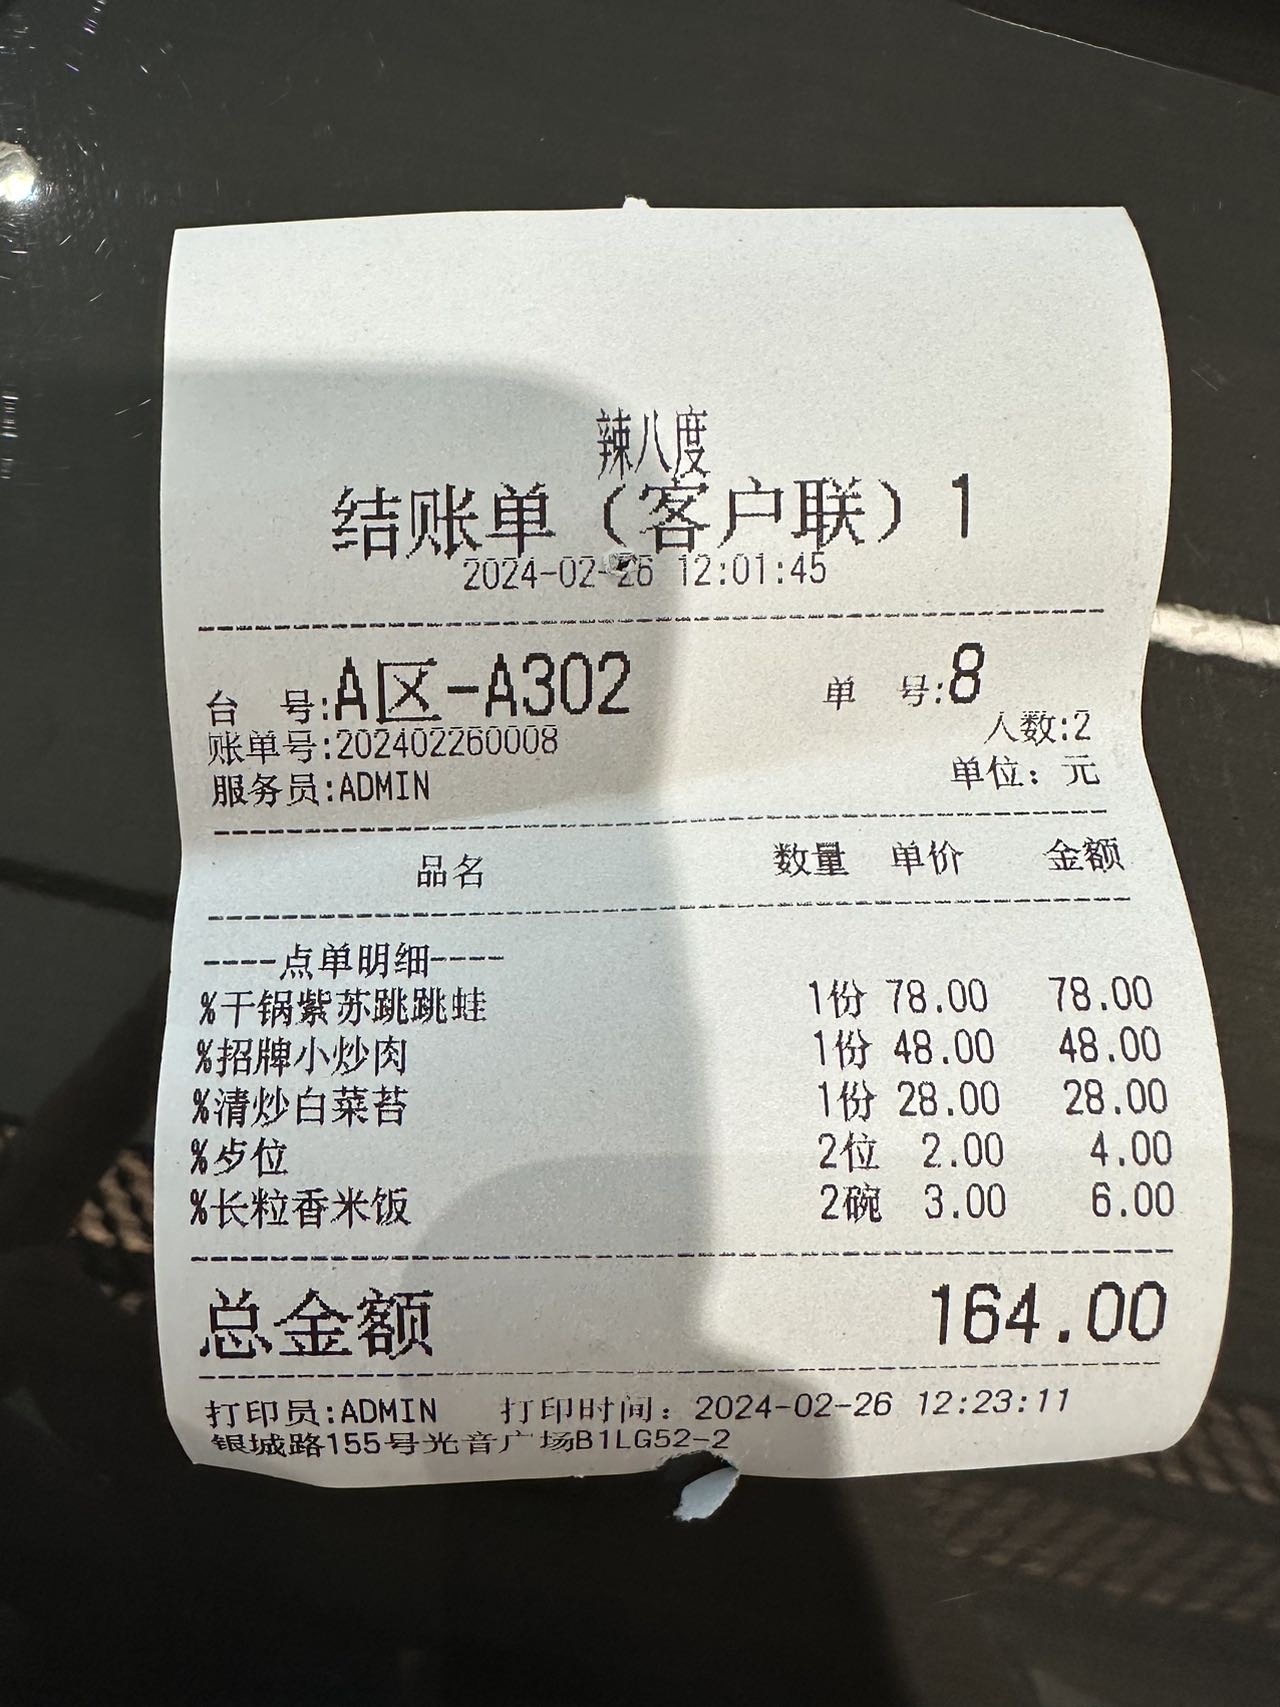 辣八度
结账单（客户联）1
2024-02-26 12:01:45
台 号:A区-A302 单 号:8
账单号:202402260008 人数:2
服务员:ADMIN 单位：元
品名 数量 单价 金额
----点单明细----
%干锅紫苏跳跳蛙 1份 78.00 78.00
%招牌小炒肉 1份 48.00 48.00
%清炒白菜苔 1份 28.00 28.00
%歺位 2位 2.00 4.00
%长粒香米饭 2碗 3.00 6.00
总金额 164.00
打印员:ADMIN 打印时间：2024-02-26 12:23:11
银城路155号光音广场B1LG52-2